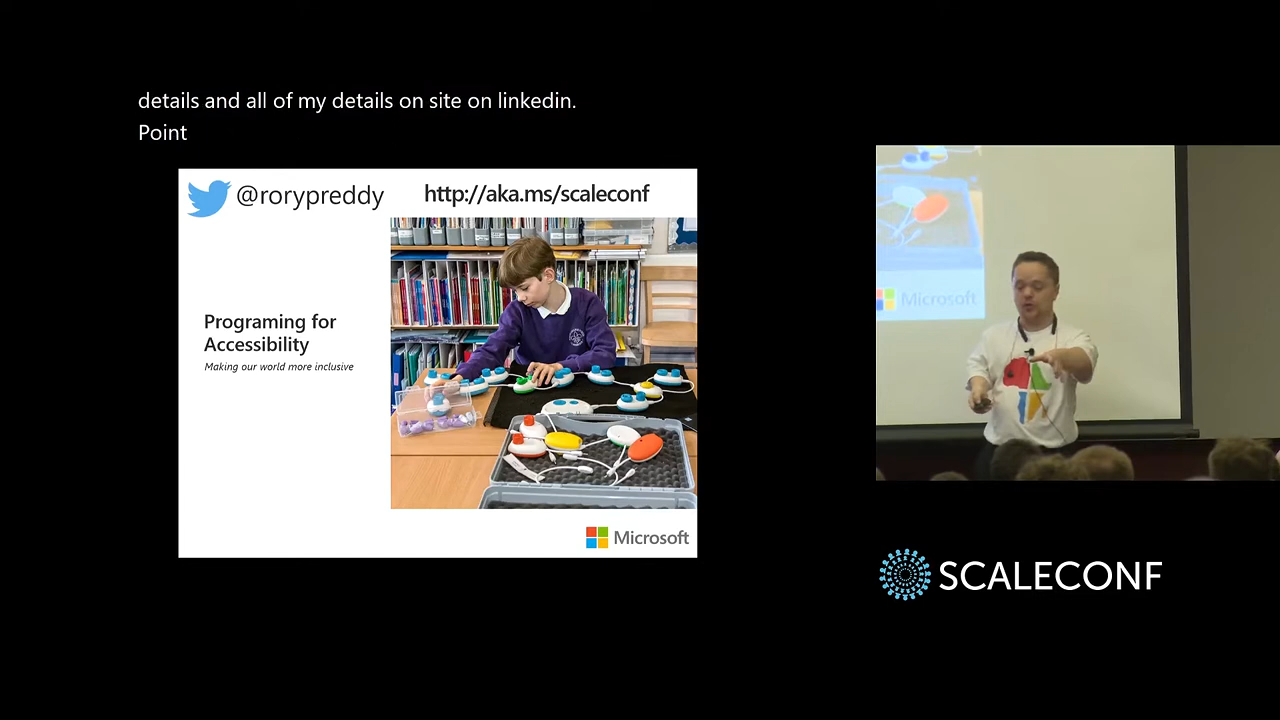 details and all of my details on site on linkedin.
Point
@rorypreddy
http://aka.ms/scaleconf
Programing for
Accessibility
Making our world more inclusive
Microsoft
Microsoft
SCALECONF